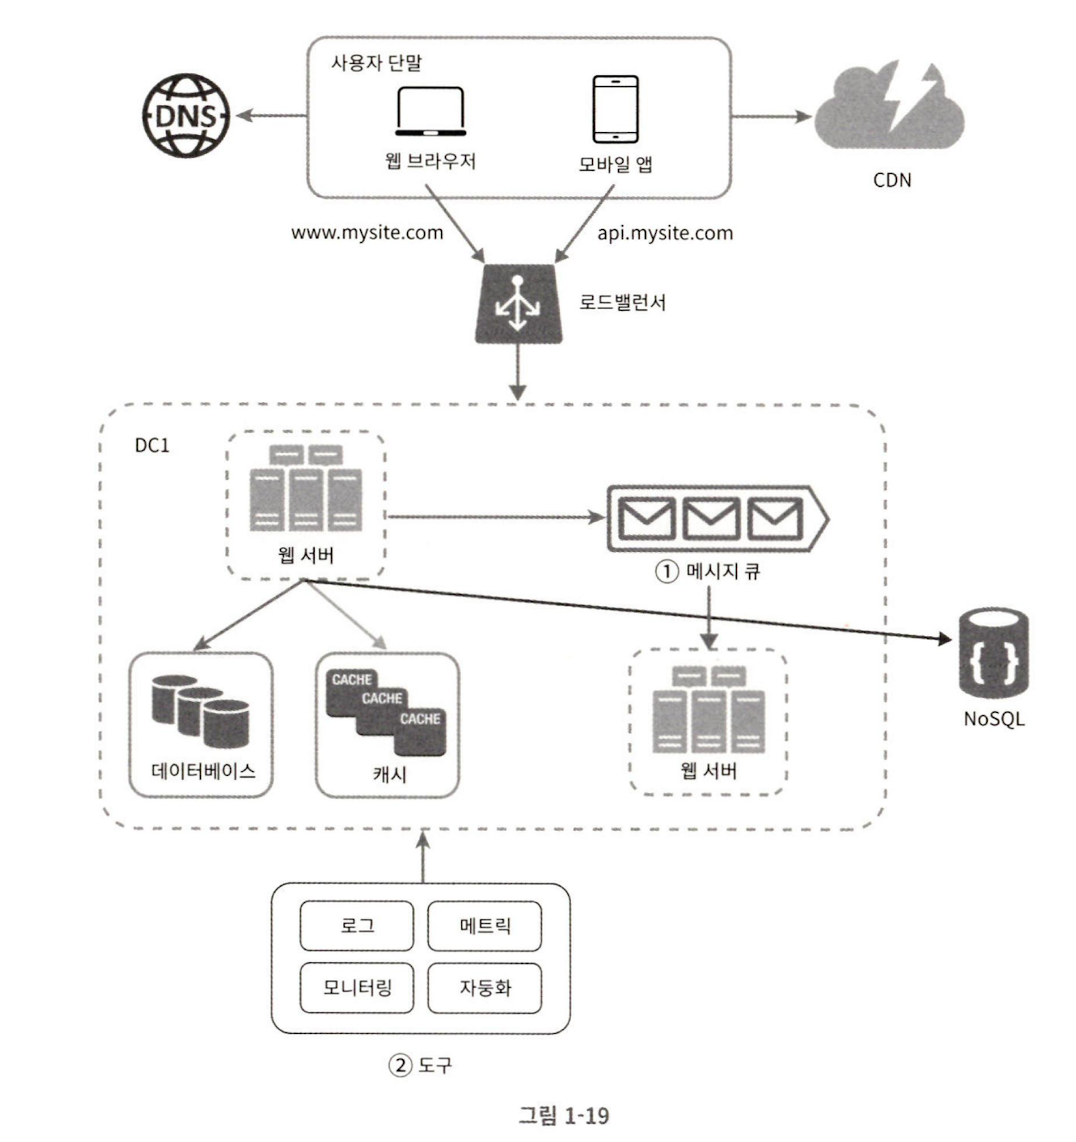 사용자 단말
DNS
웹 브라우저
모바일 앱
CDN
www.mysite.com
api.mysite.com
로드밸런서
DC1
웹 서버
① 메시지 큐
CACHE
CACHE
CACHE
데이터베이스
캐시
웹 서버
NoSQL
로그
메트릭
모니터링
자둥화
② 도구
그림 1-19